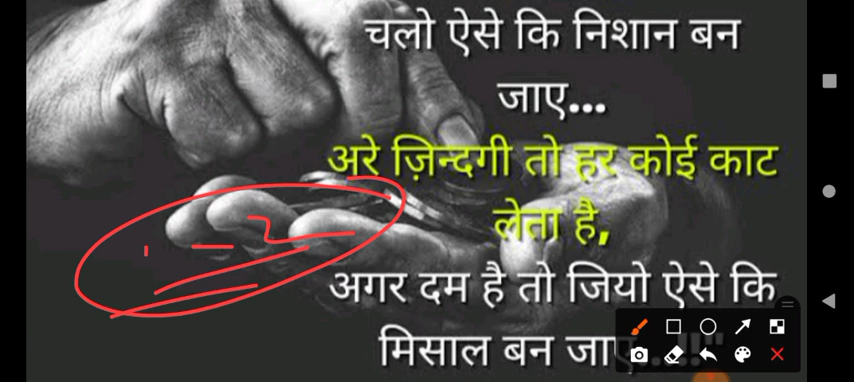 चलो ऐसे कि निशान बन
जाए...
अरे ज़िन्दगी तो हर कोई काट
लेता है,
अगर दम है तो जियो ऐसे कि
मिसाल बन